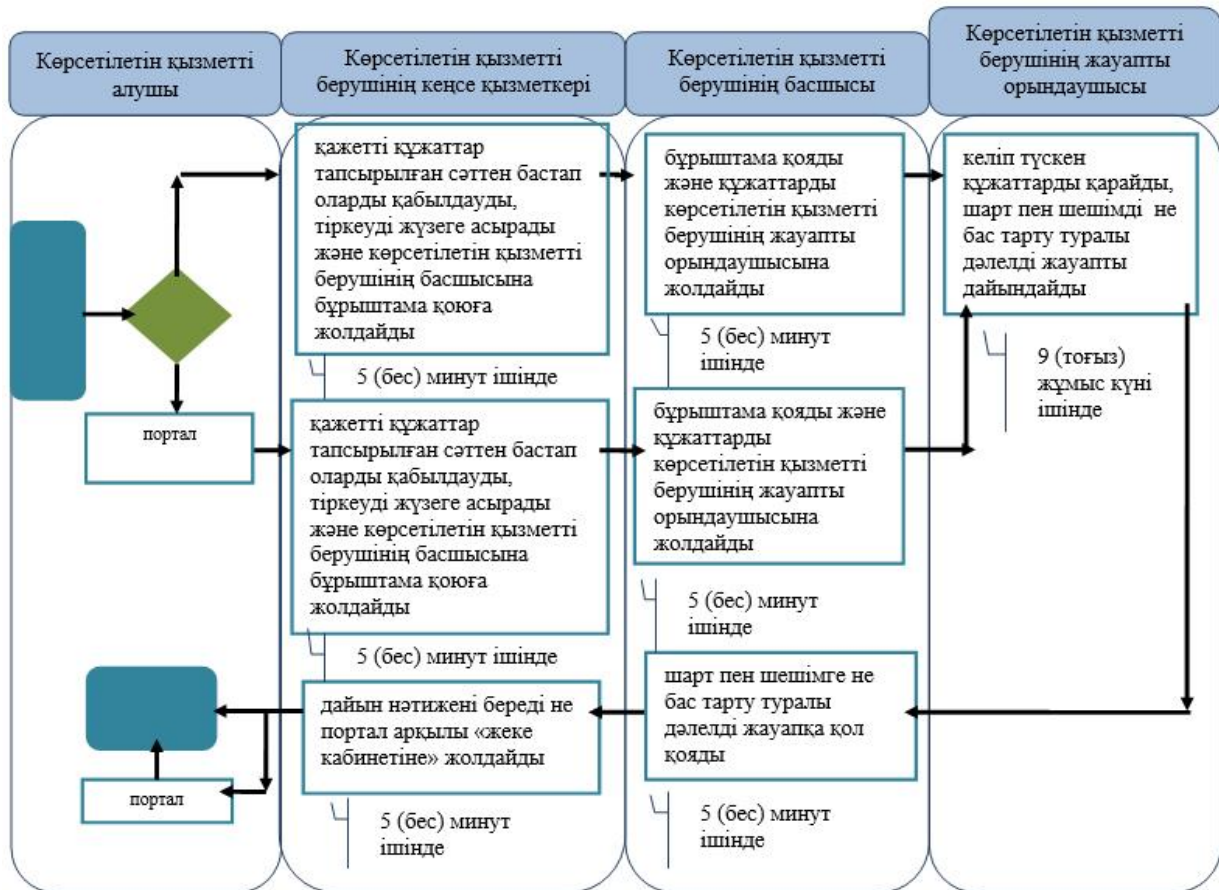 Көрсетілетін қызметті
алушы
Көрсетілетін қызметті
берушінің кеңсе қызметкері
Көрсетілетін қызметті
берушінің басшысы
Көрсетілетін қызметті
берушінің жауапты
орындаушысы
қажетті құжаттар
тапсырылған сәттен бастап
оларды қабылдауды,
тіркеуді жүзеге асырады
және көрсетілетін қызметті
берушінің басшысына
бұрыштама қоюға
жолдайды
5 (бес) минут ішінде
бұрыштама қояды
және құжаттарды
көрсетілетін қызметті
берушінің жауапты
орындаушысына
жолдайды
5 (бес) минут
ішінде
келіп түскен
құжаттарды қарайды,
шарт пен шешімді не
бас тарту туралы
дәлелді жауапты
дайындайды
9 (тоғыз)
жұмыс күні
ішінде
портал
қажетті құжаттар
тапсырылған сәттен бастап
оларды қабылдауды,
тіркеуді жүзеге асырады
және көрсетілетін қызметті
берушінің басшысына
бұрыштама қоюға
жолдайды
5 (бес) минут ішінде
бұрыштама қояды және
құжаттарды
көрсетілетін қызметті
берушінің жауапты
орындаушысына
жолдайды
5 (бес) минут
ішінде
шарт пен шешімге не
бас тарту туралы
дәлелді жауапқа қол
қояды
5 (бес) минут
ішінде
дайын нәтижені береді не
портал арқылы «жеке
кабинетіне» жолдайды
5 (бес) минут
ішінде
портал